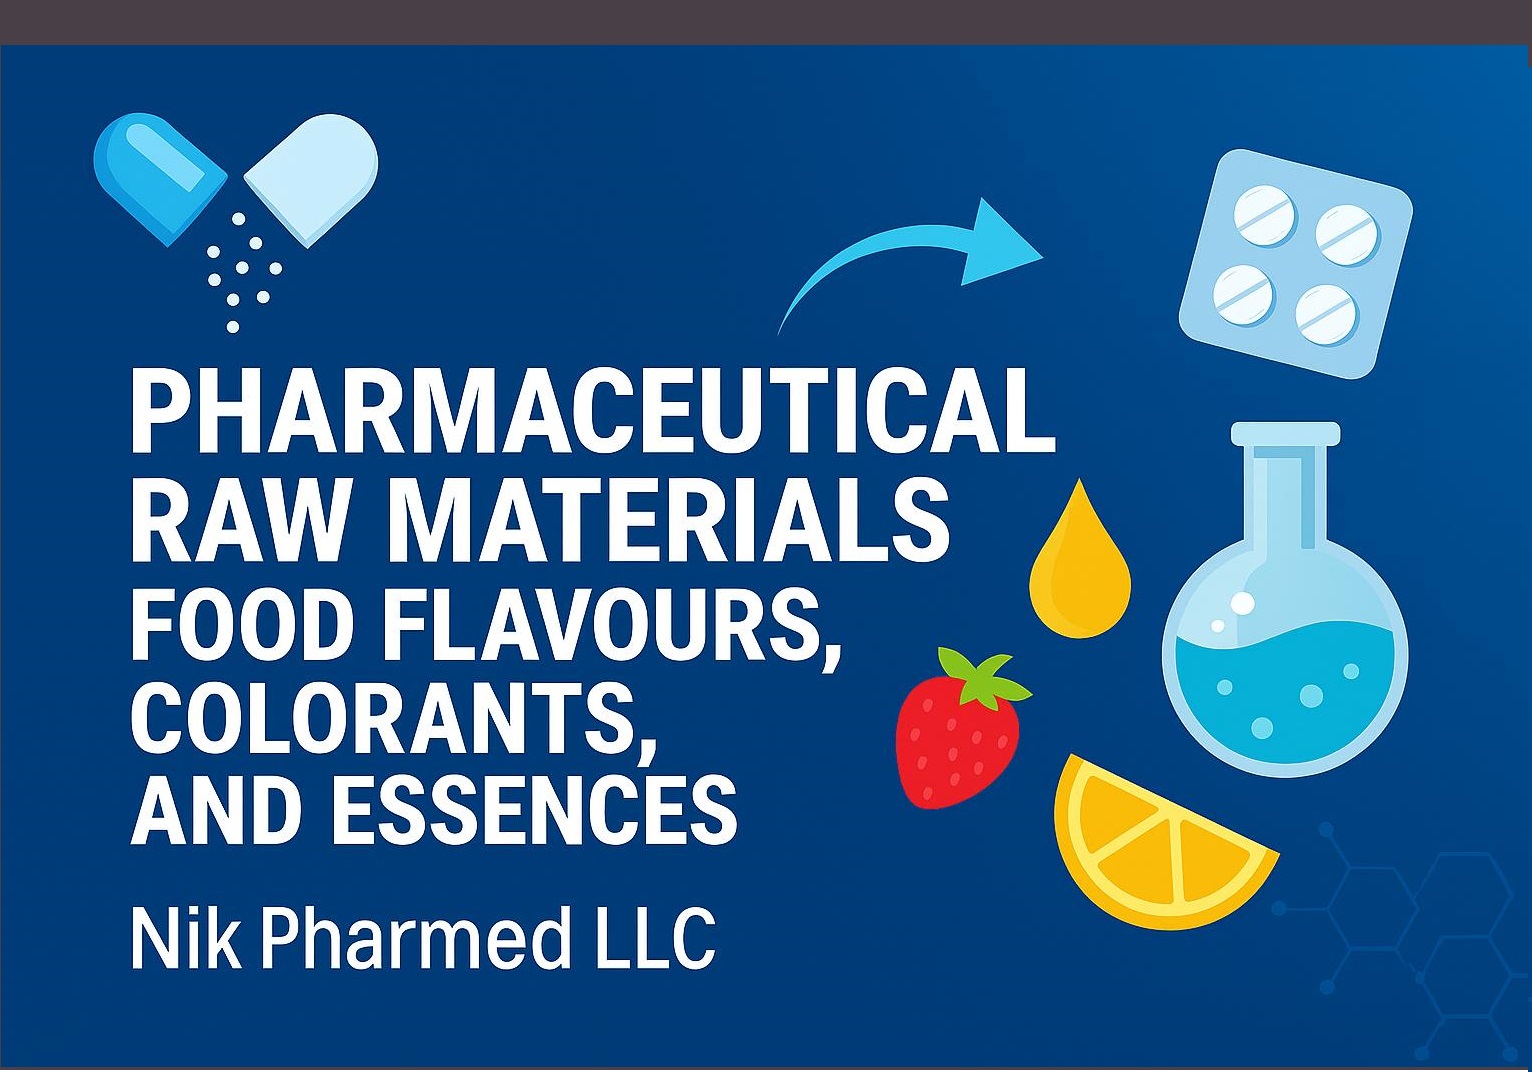 PHARMACEUTICAL
RAW MATERIALS
FOOD FLAVOURS,
COLORANTS,
AND ESSENCES
Nik Pharmed LLC